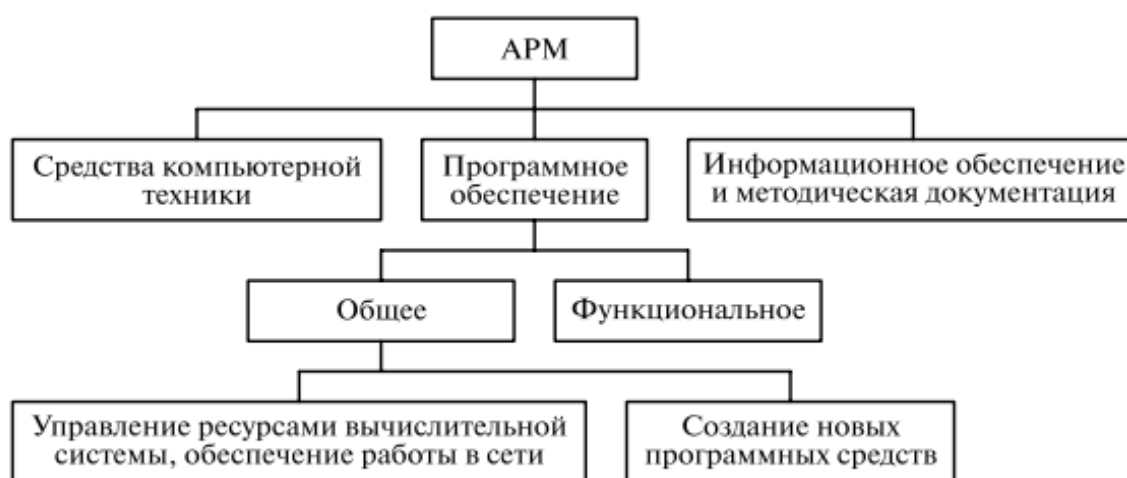 АРМ
Средства компьютерной
техники
Программное
обеспечение
Информационное обеспечение
и методическая документация
Общее
Функциональное
Управление ресурсами вычислительной
системы, обеспечение работы в сети
Создание новых
программных средств